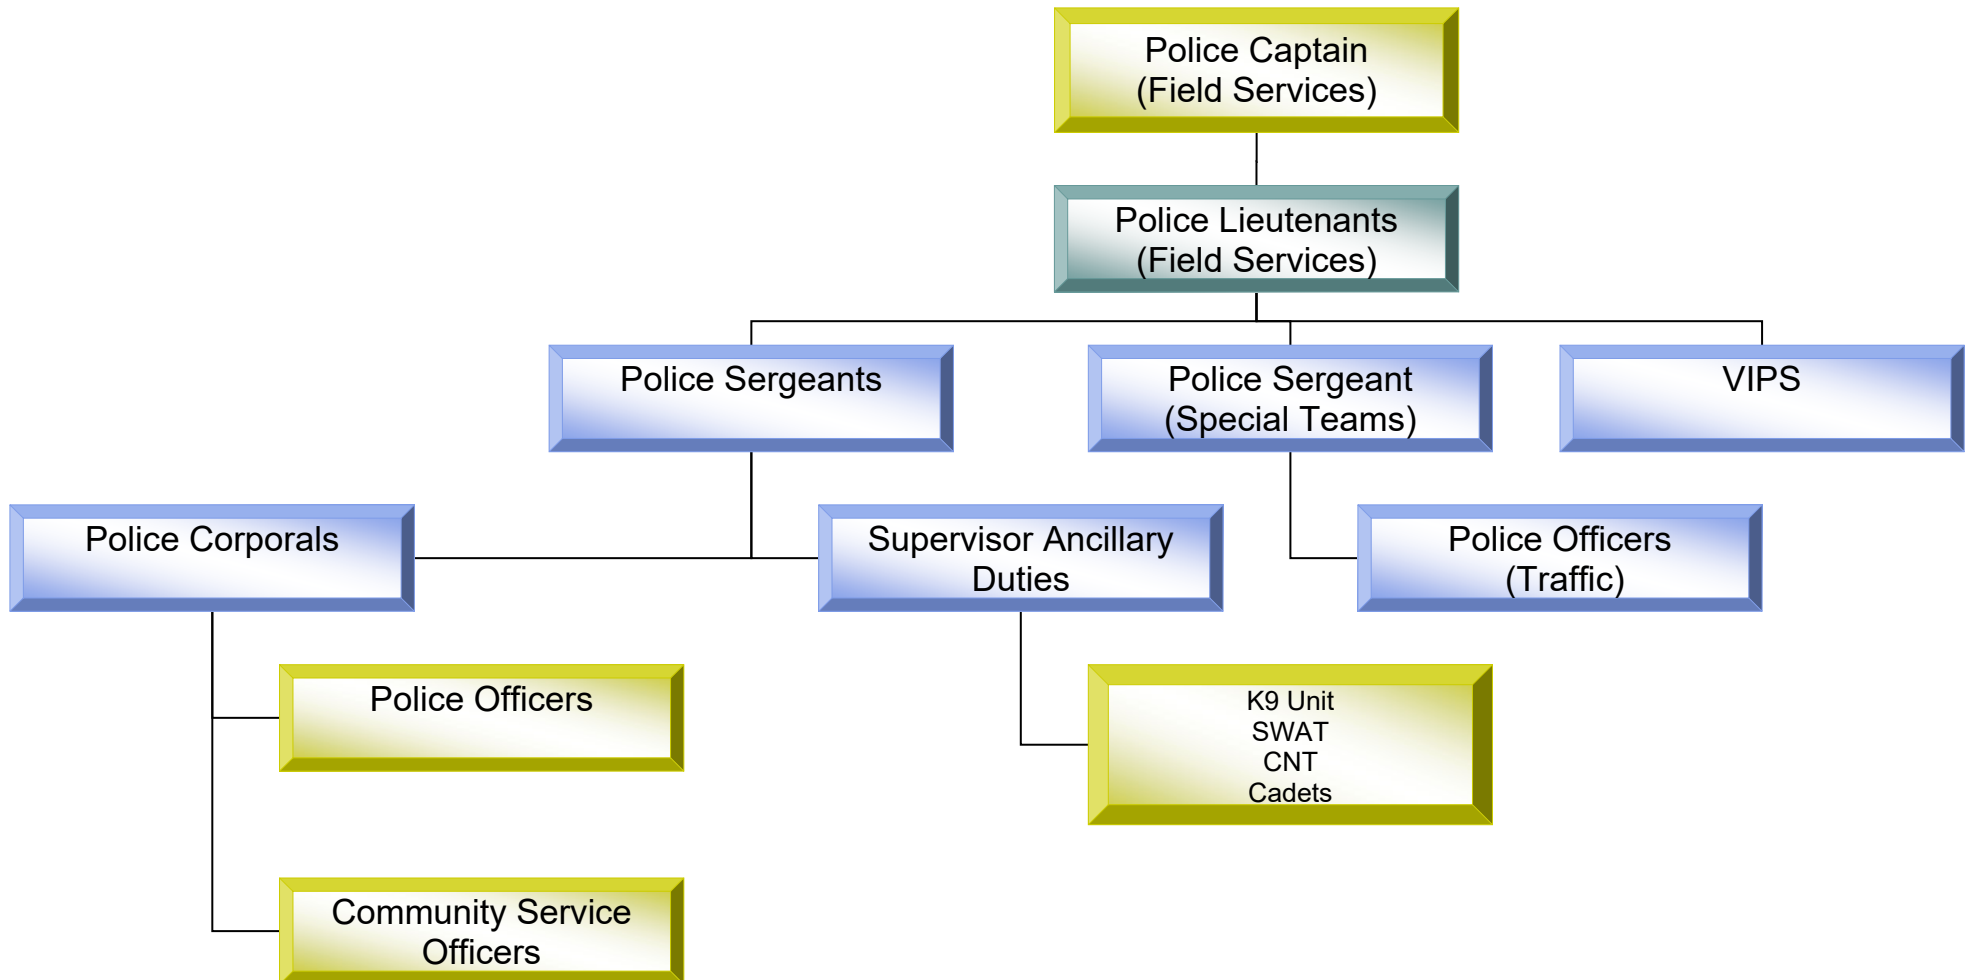 Police Captain
(Field Services)
Police Lieutenants
(Field Services)
Police Sergeants
Police Sergeant
(Special Teams)
VIPS
Police Corporals
Supervisor Ancillary
Duties
Police Officers
(Traffic)
Police Officers
K9 Unit
SWAT
CNT
Cadets
Community Service
Officers